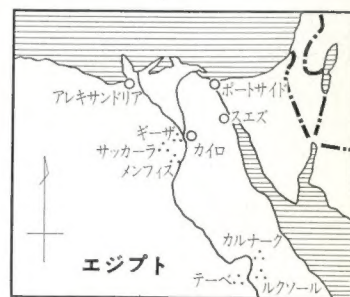 アレキサンドリア
ポートサイド
スエズ
ギーザ
サッカーラ
カイロ
メンフィス
カルナーク
エジプト
テーベ
ルクソール